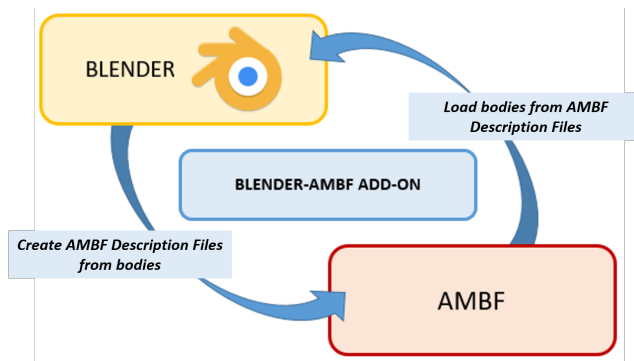 BLENDER
Load bodies from AMBF
Description Files
BLENDER-AMBF ADD-ON
Create AMBF Description Files
from bodies
AMBF